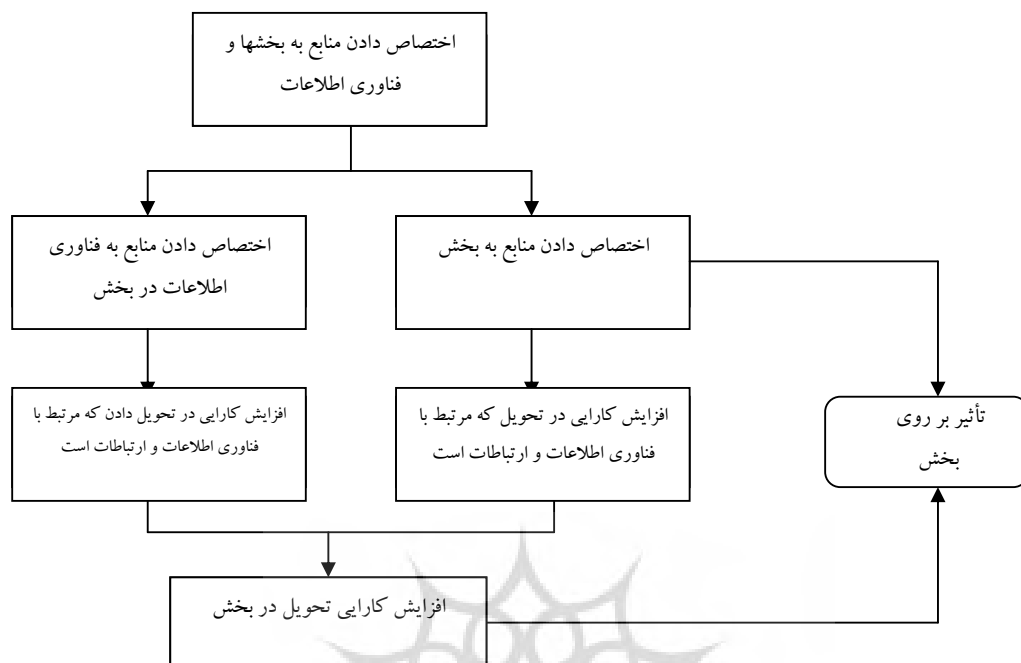 اختصاص دادن منابع به بخشها و
فناوری اطلاعات
اختصاص دادن منابع به بخش
اختصاص دادن منابع به فناوری
اطلاعات در بخش
افزایش کارایی در تحویل که مرتبط با
فناوری اطلاعات و ارتباطات است
افزایش کارایی در تحویل دادن که مرتبط با
فناوری اطلاعات و ارتباطات است
تأثیر بر روی
بخش
افزایش کارایی تحویل در بخش